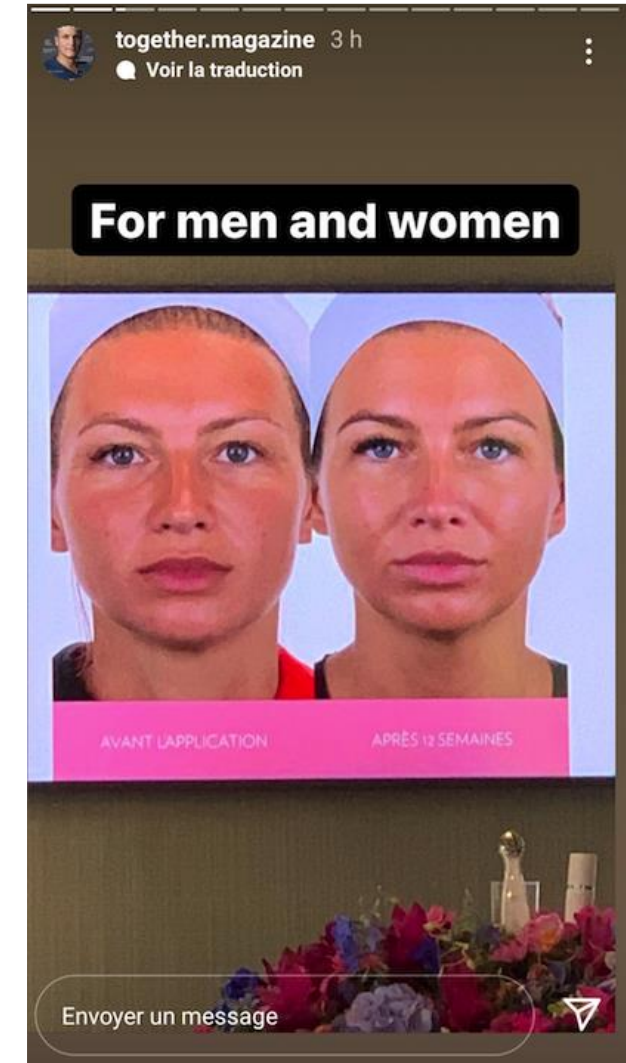 together.magazine 3 h
Voir la traduction
For men and women
AVANT L'APPLICATION
APRÈS 12 SEMAINES
Envoyer un message